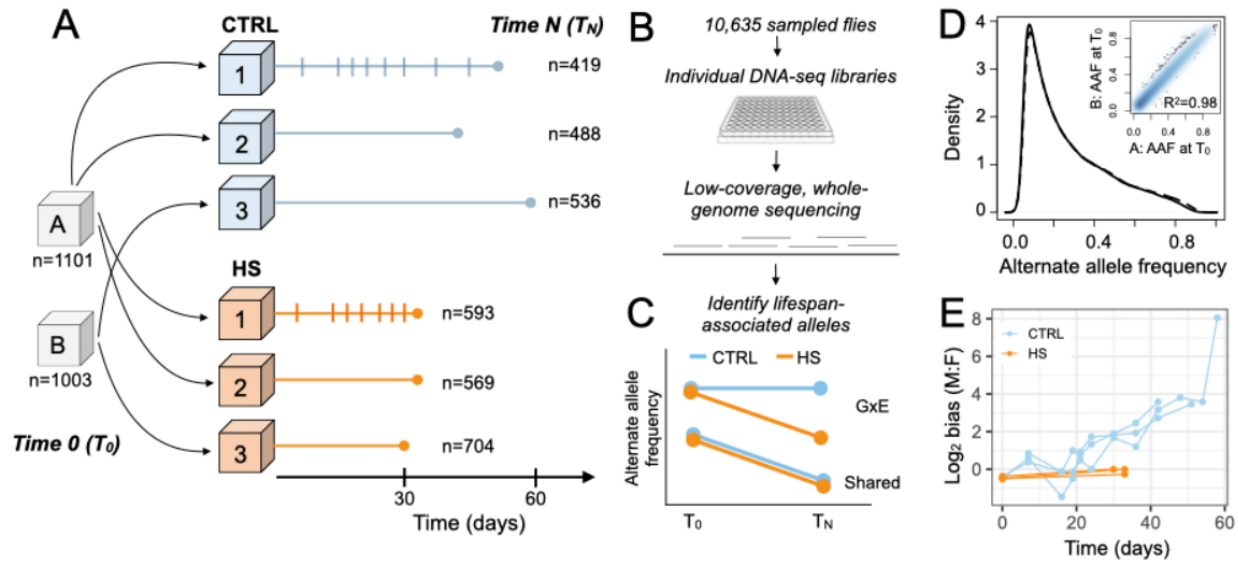 A
CTRL
Time N (TN)
1
n=419
2
n=488
3
n=536
A
n=1101
HS
1
n=593
B
n=1003
2
n=569
Time 0 (T0)
3
n=704
30
60
Time (days)
B
10,635 sampled flies
Individual DNA-seq libraries
Low-coverage, whole-
genome sequencing
Identify lifespan-
associated alleles
C
CTRL
HS
Alternate allele
frequency
GxE
Shared
T0
TN
D
4
3
2
1
0
Density
0.0
0.4
0.8
Alternate allele frequency
B: AAF at T0
0.8
0.4
0.0
R2=0.98
0.0
0.6
A: AAF at T0
E
CTRL
HS
8
6
4
2
0
Log2 bias (M:F)
0
20
40
60
Time (days)